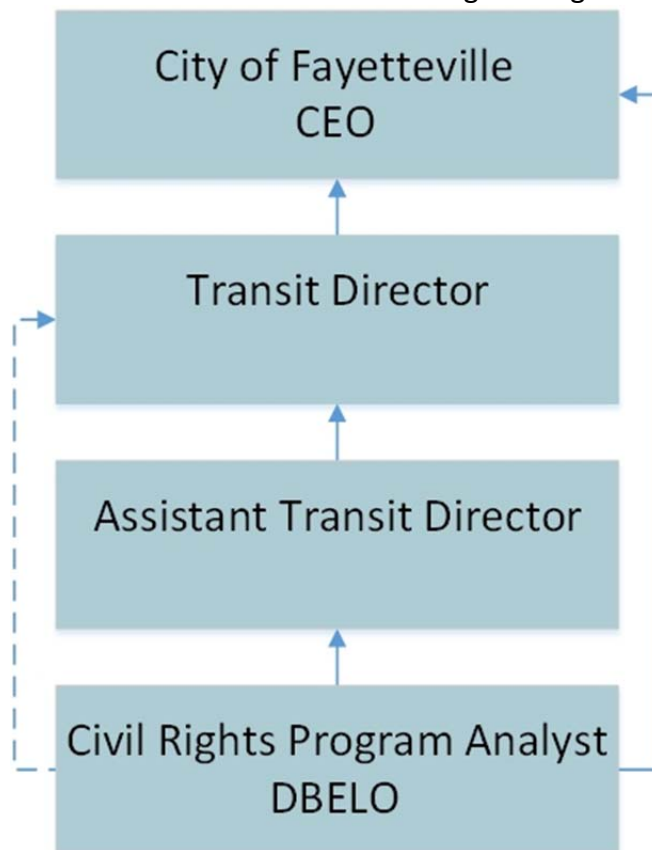 City of Fayetteville
CEO
Transit Director
Assistant Transit Director
Civil Rights Program Analyst
DBELO